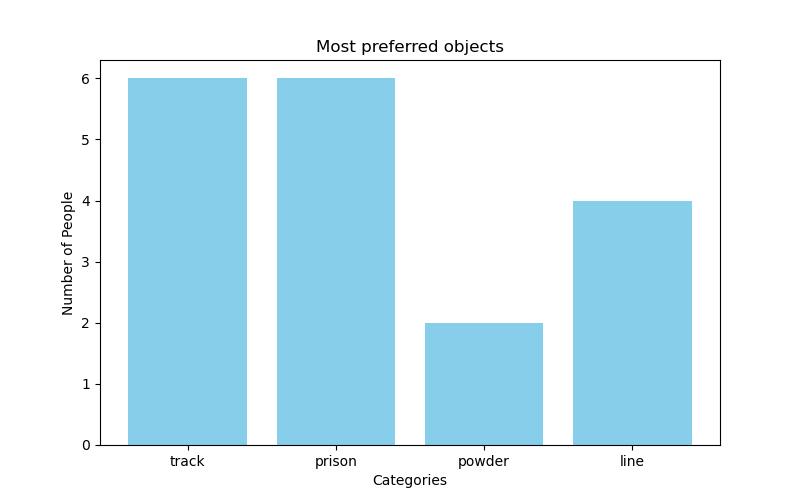 Most preferred objects
6
5
4
3
2
1
0
Number of People
track prison powder line
Categories